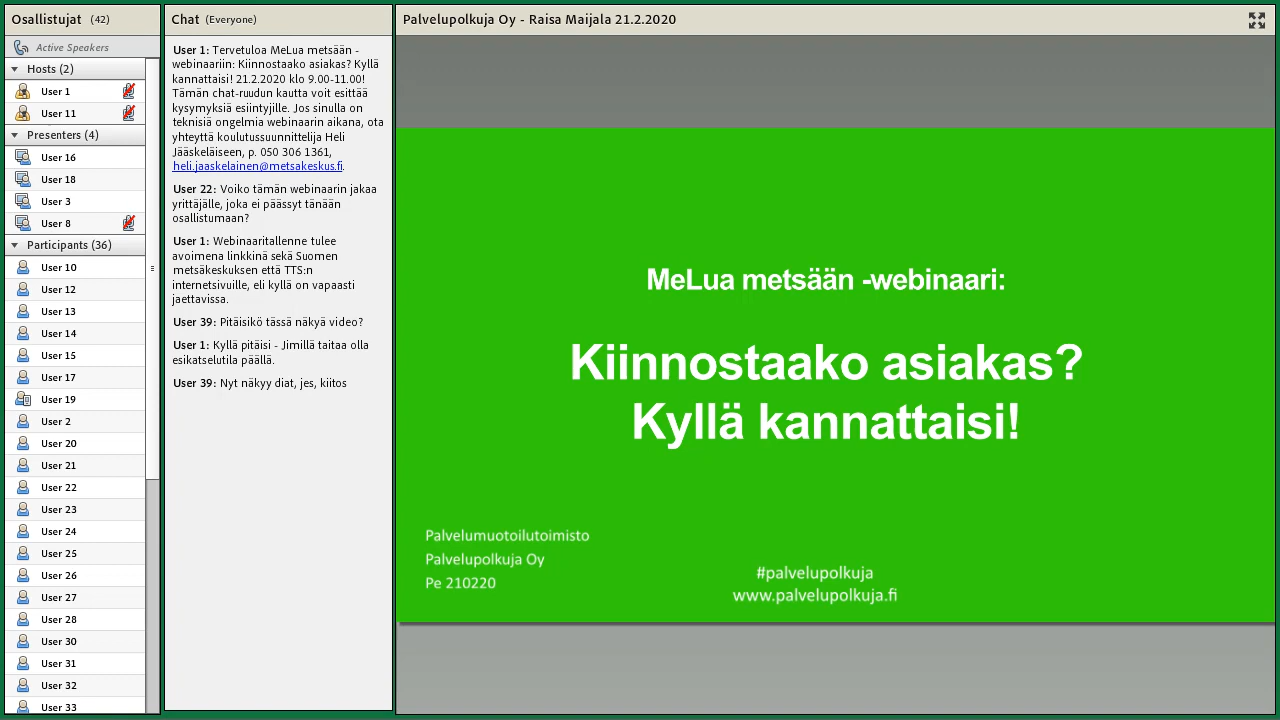 Osallistujat (42)
Active Speakers
Hosts (2)
User 1
User 11
Presenters (4)
User 16
User 18
User 3
User 8
Participants (36)
User 10
User 12
User 13
User 14
User 15
User 17
User 19
User 2
User 20
User 21
User 22
User 23
User 24
User 25
User 26
User 27
User 28
User 30
User 31
User 32
User 33
Chat (Everyone)
User 1: Tervetuloa MeLua metsään -
webinaariin: Kiinnostaako asiakas? Kyllä
kannattaisi! 21.2.2020 klo 9.00-11.00!
Tämän chat-ruudun kautta voit esittää
kysymyksiä esiintyjille. Jos sinulla on
teknisiä ongelmia webinaarin aikana, ota
yhteyttä koulutussuunnittelija Heli
Jääskeläiseen, p. 050 306 1361,
heli.jaaskelainen@metsakeskus.fi.
User 22: Voiko tämän webinaarin jakaa
yrittäjälle, joka ei päässyt tänään
osallistumaan?
User 1: Webinaaritallenne tulee
avoimena linkkinä sekä Suomen
metsäkeskuksen että TTS:n
internetsivuille, eli kyllä on vapaasti
jaettavissa.
User 39: Pitäisikö tässä näkyä video?
User 1: Kyllä pitäisi - Jimillä taitaa olla
esikatselutila päällä.
User 39: Nyt näkyy diat, jes, kiitos
Palvelupolkuja Oy - Raisa Maijala 21.2.2020
MeLua metsään -webinaari:
Kiinnostaako asiakas?
Kyllä kannattaisi!
Palvelumuotoilutoimisto
Palvelupolkuja Oy
Pe 210220
#palvelupolkuja
www.palvelupolkuja.fi